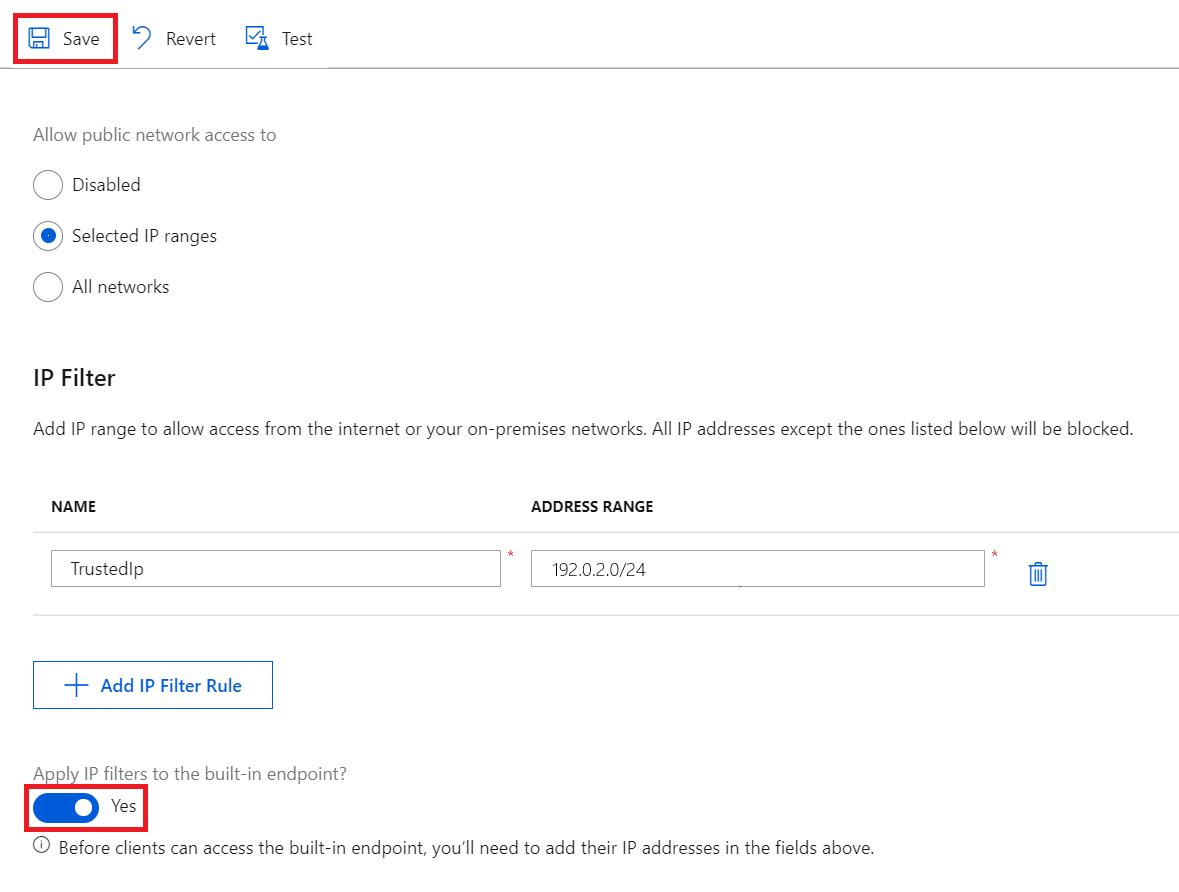 Save Revert Test
Allow public network access to
Disabled
Selected IP ranges
All networks
IP Filter
Add IP range to allow access from the internet or your on-premises networks. All IP addresses except the ones listed below will be blocked.
NAME ADDRESS RANGE
TrustedIp * 192.0.2.0/24 *
Add IP Filter Rule
Apply IP filters to the built-in endpoint?
Yes
Before clients can access the built-in endpoint, you'll need to add their IP addresses in the fields above.